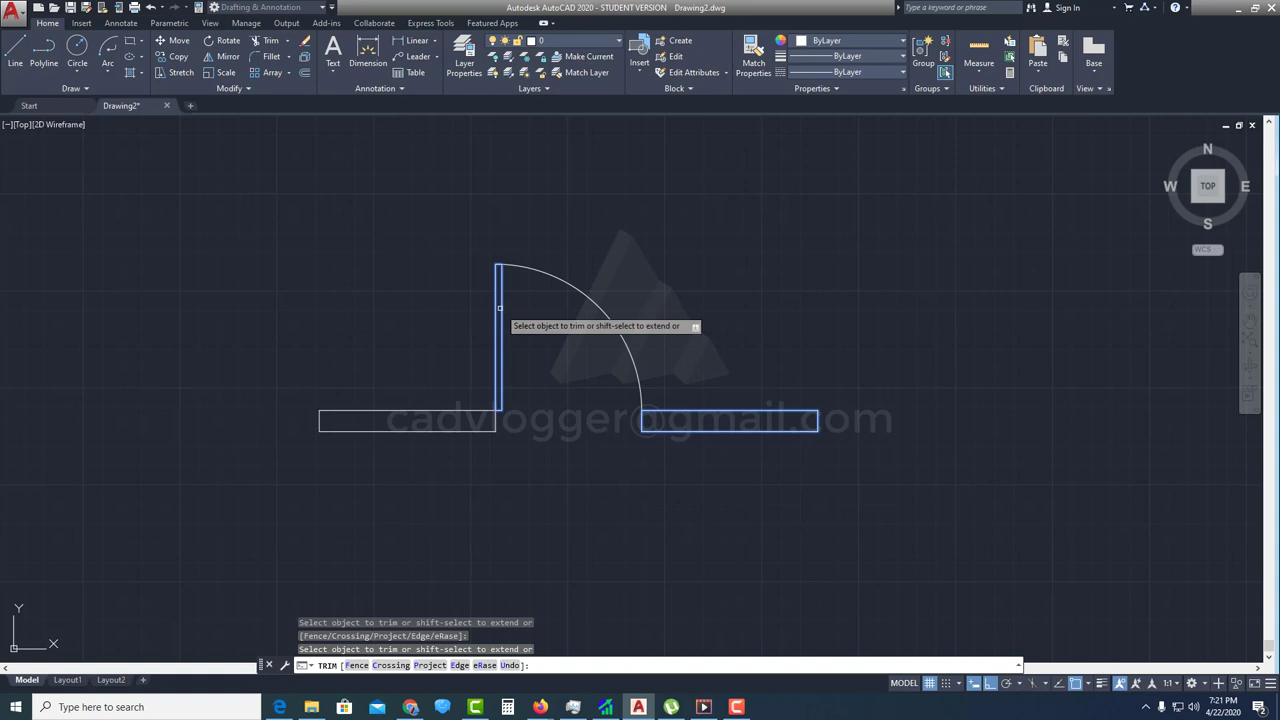 Drafting & Annotation
Autodesk AutoCAD 2020 - STUDENT VERSION Drawing2.dwg
Type a keyword or phrase
Sign In
Home Insert Annotate Parametric View Manage Output Add-ins Collaborate Express Tools Featured Apps
Line
Polyline
Circle
Arc
Draw
Move Rotate Trim
Copy Mirror Fillet
Stretch Scale Array
Modify
Text
Dimension
Linear
Leader
Table
Annotation
Layer
Properties
0
Make Current
Match Layer
Layers
Insert
Create
Edit
Edit Attributes
Block
Match
Properties
ByLayer
ByLayer
ByLayer
Properties
Group
Groups
Measure
Utilities
Paste
Clipboard
Base
View
Start Drawing2*
[−][Top][2D Wireframe]
N
W TOP E
S
WCS
Select object to trim or shift-select to extend or
cadvlogger@gmail.com
Y
X
Select object to trim or shift-select to extend or
[Fence/Crossing/Project/Edge/eRase]:
Select object to trim or shift-select to extend or
TRIM [Fence Crossing Project Edge eRase Undo]:
Model Layout1 Layout2
MODEL
1:1
Type here to search
7:21 PM
4/22/2020